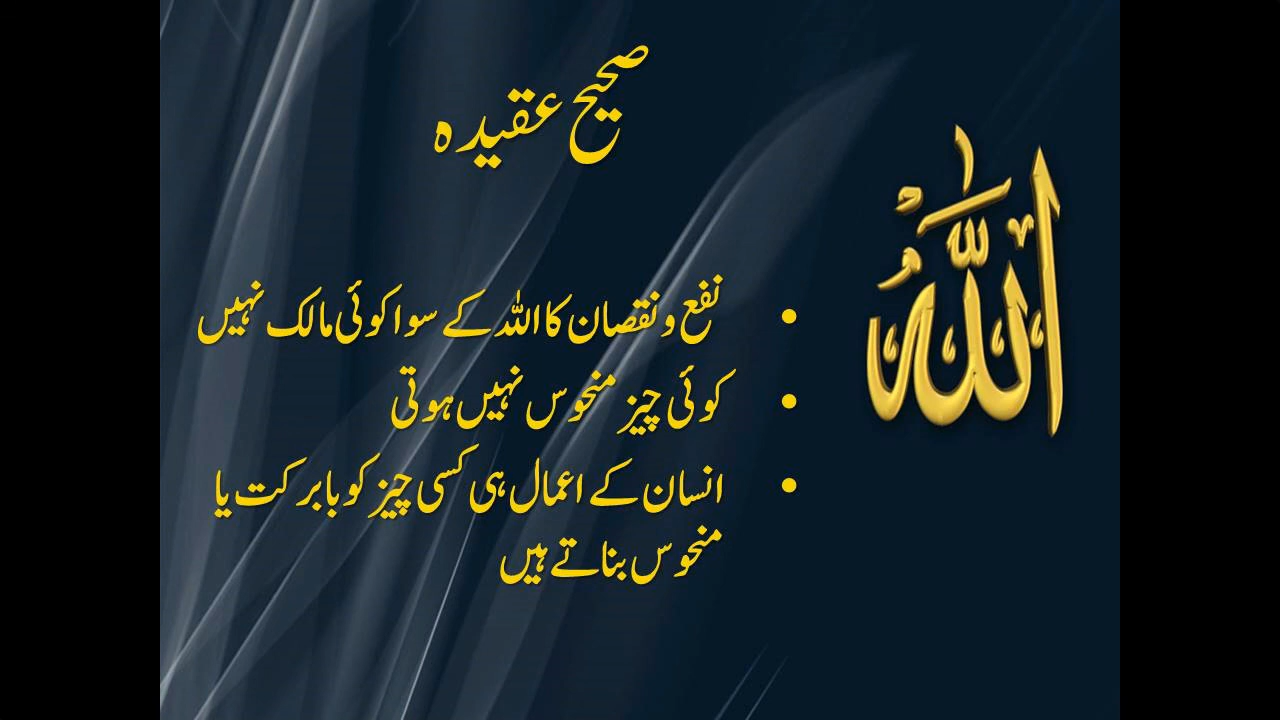 صحیح عقیدہ
اللّٰهُ
• نفع و نقصان کا اللہ کے سوا کوئی مالک نہیں
• کوئی چیز منحوس نہیں ہوتی
• انسان کے اعمال ہی کسی چیز کو بابرکت یا
منحوس بناتے ہیں